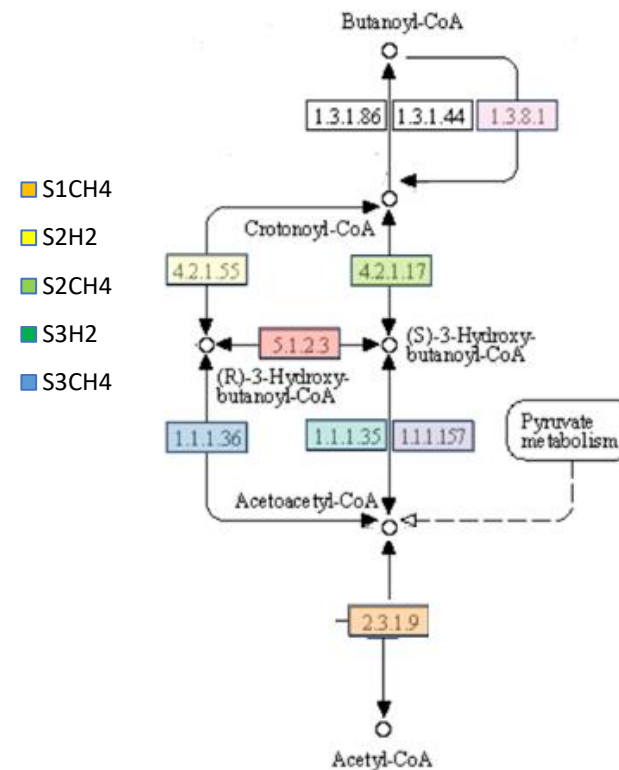 Butanoyl-CoA
1.3.1.86 1.3.1.44 1.3.8.1
S1CH4
S2H2
S2CH4
S3H2
S3CH4
Crotonoyl-CoA
4.2.1.55 4.2.1.17
5.1.2.3
(S)-3-Hydroxy-
butanoyl-CoA
(R)-3-Hydroxy-
butanoyl-CoA
1.1.1.36 1.1.1.35 1.1.1.157
Pyruvate
metabolism
Acetoacetyl-CoA
2.3.1.9
Acetyl-CoA